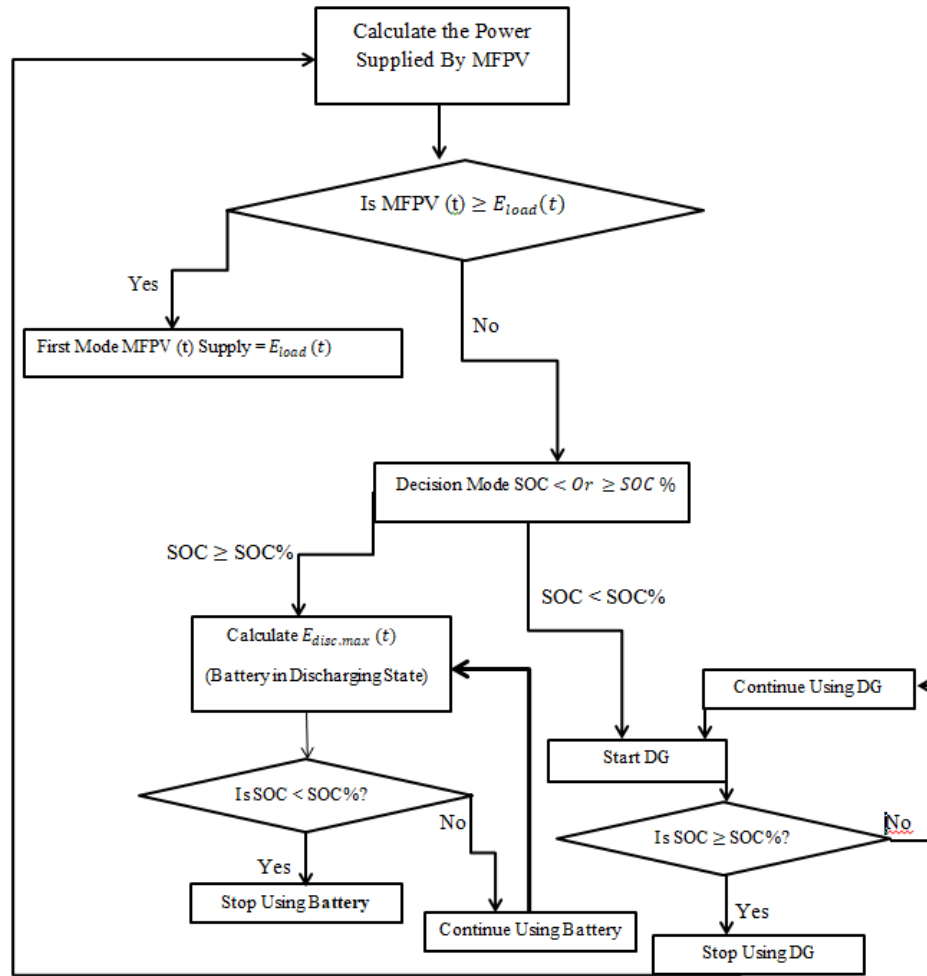 Calculate the Power
Supplied By MFPV
Is MFPV (t) ≥ E_load(t)
Yes
No
First Mode MFPV (t) Supply = E_load (t)
Decision Mode SOC < Or ≥ SOC %
SOC ≥ SOC%
SOC < SOC%
Calculate E_disc.max (t)
(Battery in Discharging State)
Continue Using DG
Start DG
Is SOC < SOC%?
No
Is SOC ≥ SOC%?
No
Yes
Stop Using Battery
Continue Using Battery
Yes
Stop Using DG